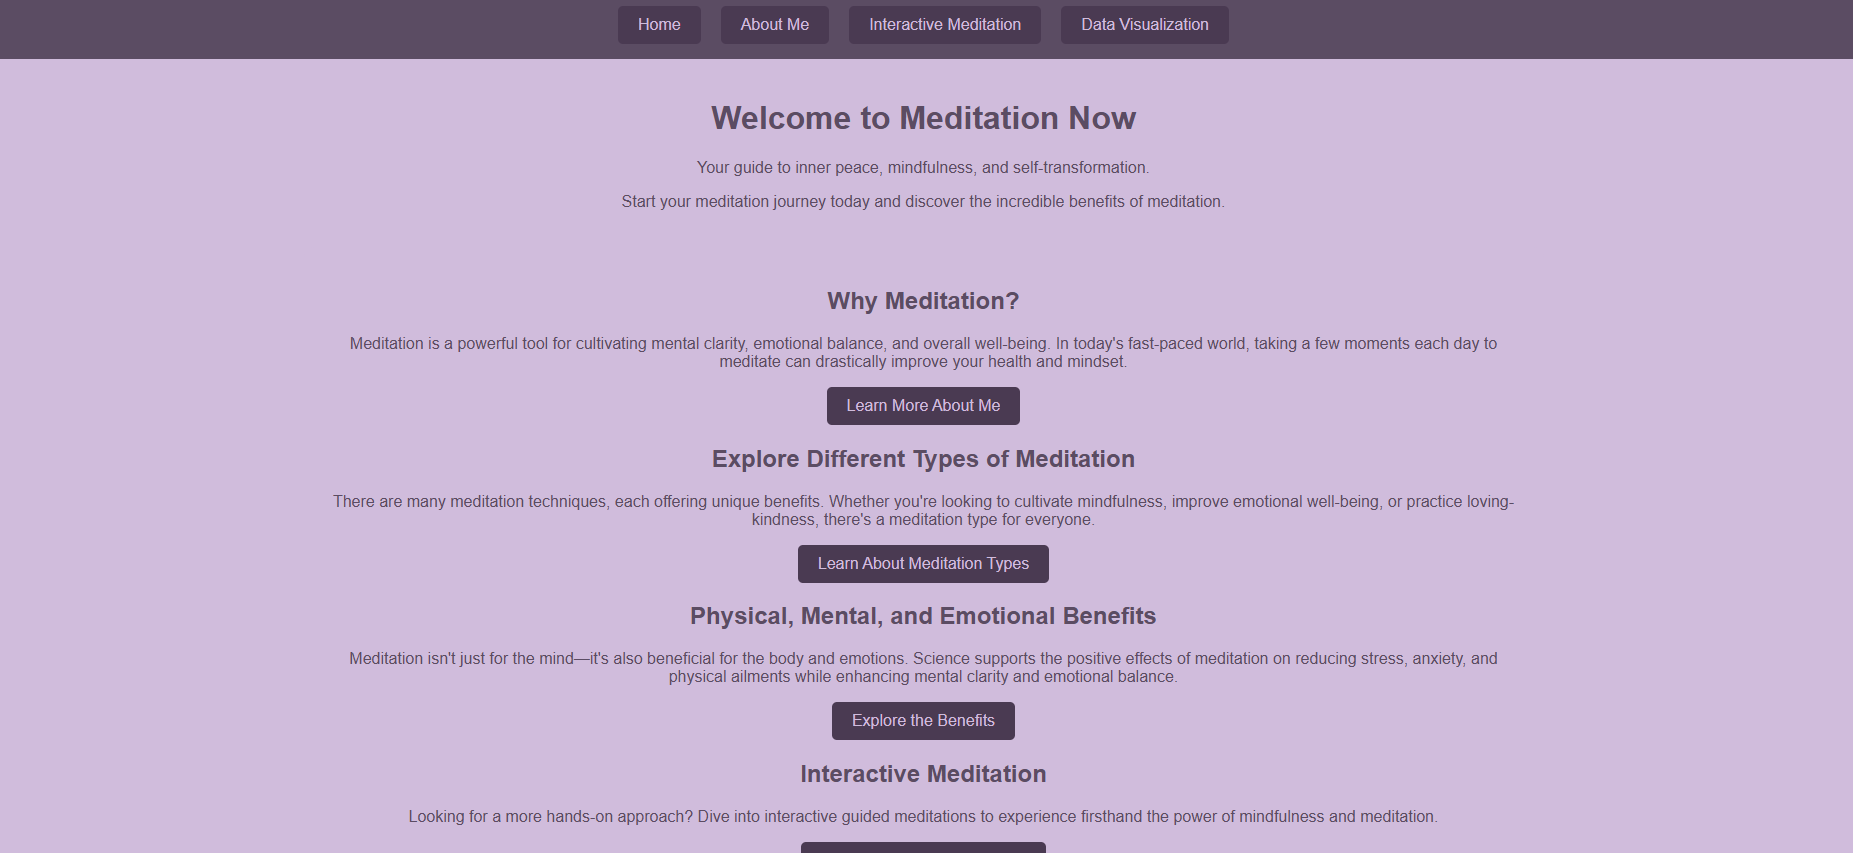 Home
About Me
Interactive Meditation
Data Visualization
Welcome to Meditation Now
Your guide to inner peace, mindfulness, and self-transformation.
Start your meditation journey today and discover the incredible benefits of meditation.
Why Meditation?
Meditation is a powerful tool for cultivating mental clarity, emotional balance, and overall well-being. In today's fast-paced world, taking a few moments each day to
meditate can drastically improve your health and mindset.
Learn More About Me
Explore Different Types of Meditation
There are many meditation techniques, each offering unique benefits. Whether you're looking to cultivate mindfulness, improve emotional well-being, or practice loving-
kindness, there's a meditation type for everyone.
Learn About Meditation Types
Physical, Mental, and Emotional Benefits
Meditation isn't just for the mind—it's also beneficial for the body and emotions. Science supports the positive effects of meditation on reducing stress, anxiety, and
physical ailments while enhancing mental clarity and emotional balance.
Explore the Benefits
Interactive Meditation
Looking for a more hands-on approach? Dive into interactive guided meditations to experience firsthand the power of mindfulness and meditation.